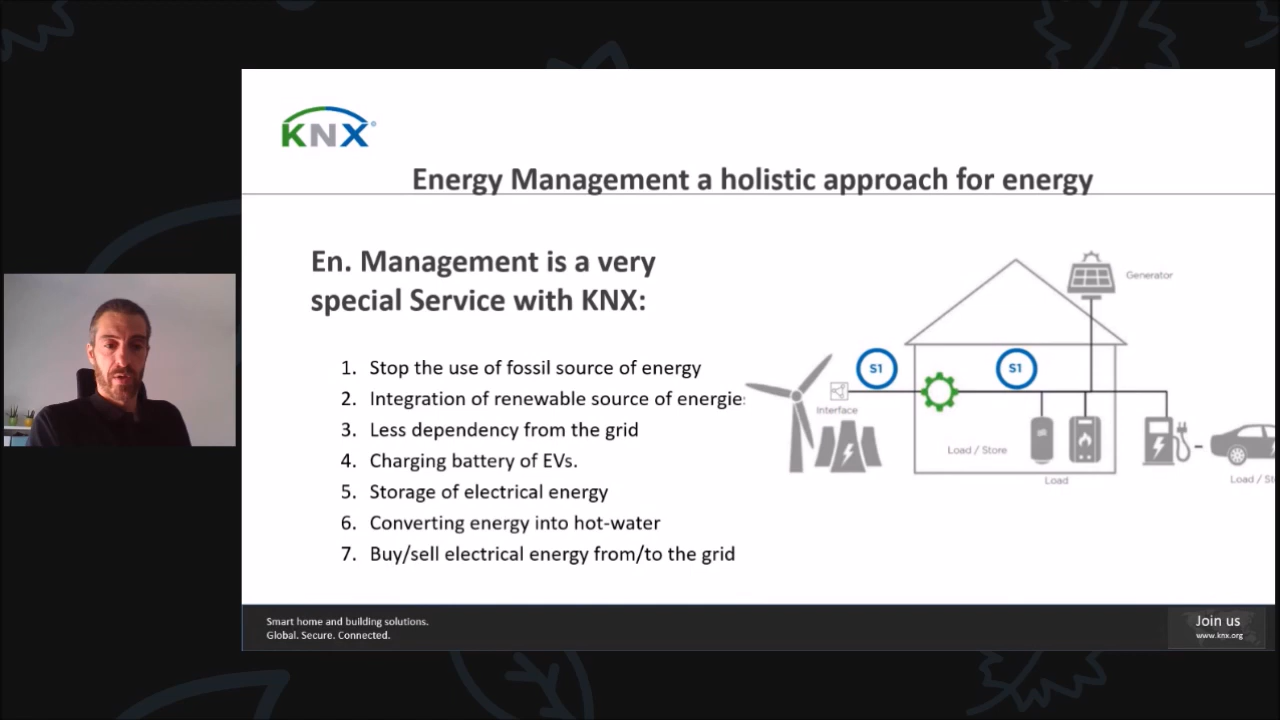 KNX®
Energy Management a holistic approach for energy
En. Management is a very
special Service with KNX:
1. Stop the use of fossil source of energy
2. Integration of renewable source of energie
3. Less dependency from the grid
4. Charging battery of EVs.
5. Storage of electrical energy
6. Converting energy into hot-water
7. Buy/sell electrical energy from/to the grid
Generator
S1
S1
Interface
Load / Store
Load
Load / St
Smart home and building solutions.
Global. Secure. Connected.
Join us
www.knx.org